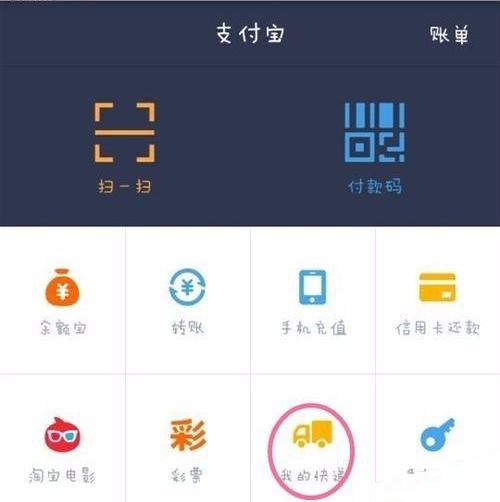 支付宝 账单
扫一扫 付款码
余额宝 转账 手机充值 信用卡还款
彩
淘宝电影 彩票 我的快递